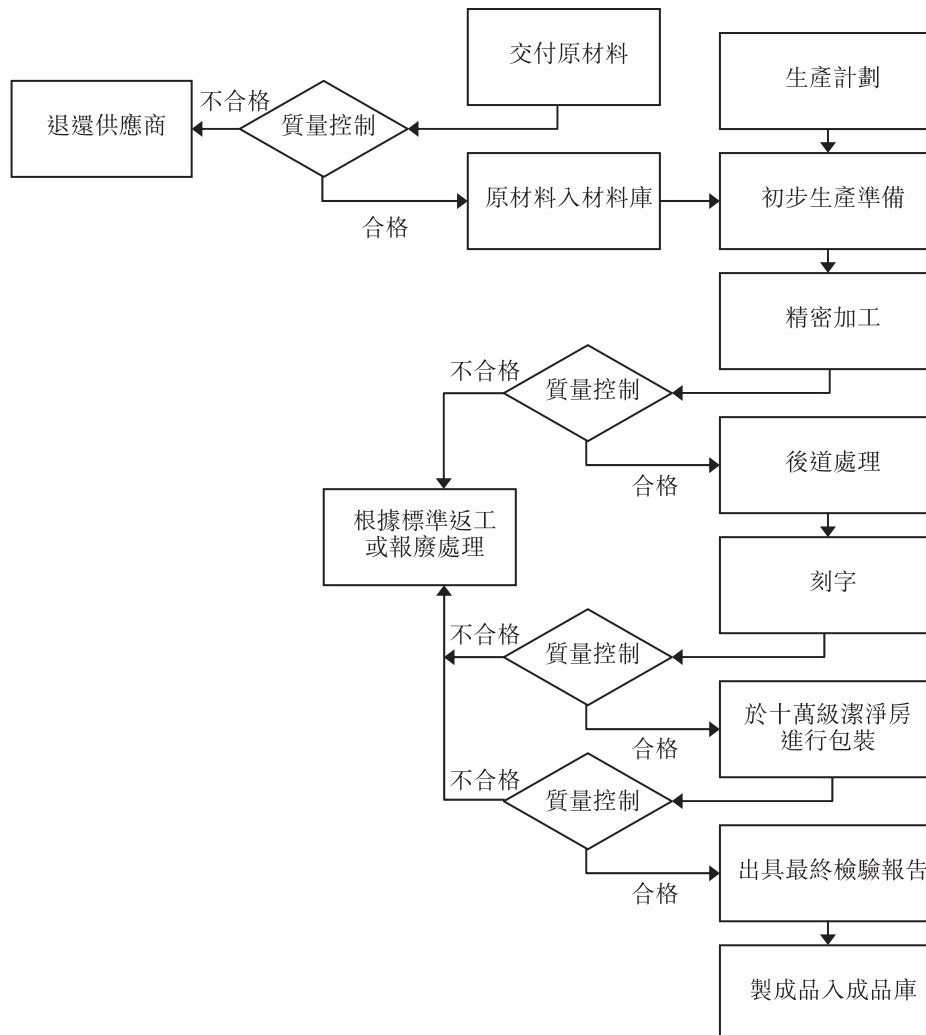 交付原材料
生產計劃
不合格
退還供應商
質量控制
原材料入材料庫
初步生產準備
合格
精密加工
不合格
質量控制
後道處理
合格
根據標準返工
或報廢處理
刻字
不合格
質量控制
於十萬級潔淨房
進行包裝
合格
不合格
質量控制
出具最終檢驗報告
合格
製成品入成品庫